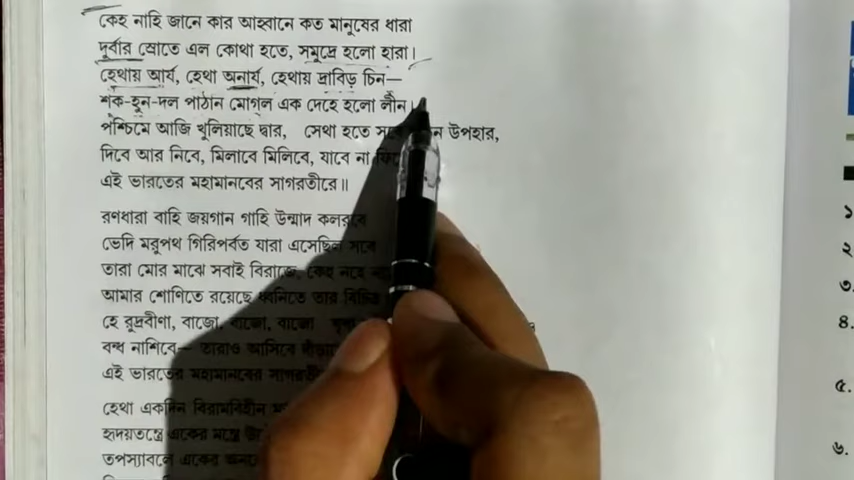 কেহ নাহি জানে কার আহ্বানে কত মানুষের ধারা
দুর্বার স্রোতে এল কোথা হতে, সমুদ্রে হলো হারা।
হেথায় আর্য, হেথা অনার্য, হেথায় দ্রাবিড় চিন—
শক-হুন-দল পাঠান মোগল এক দেহে হলো লীন।
পশ্চিমে আজি খুলিয়াছে দ্বার, সেথা হতে উপহার,
দিবে আর নিবে, মিলাবে মিলিবে, যাবে না
এই ভারতের মহামানবের সাগরতীরে॥
রণধারা বাহি জয়গান গাহি উন্মাদ কলরবে
ভেদি মরুপথ গিরিপর্বত যারা এসেছিল সবে
তারা মোর মাঝে সবাই বিরাজে, কেহ নহে
আমার শোণিতে রয়েছে ধ্বনিতে তার বিচিত্র
হে রুদ্রবীণা, বাজো, বাজো, বাজো
বন্ধ নাশিবে— তারাও আসিবে
এই ভারতের মহামানবের
হেথা একদিন বিরামবিহীন
হৃদয়তন্ত্রে একের মন্ত্রে
তপস্যাবলে একের
১
২
৩.
৪.
৫.
৬.